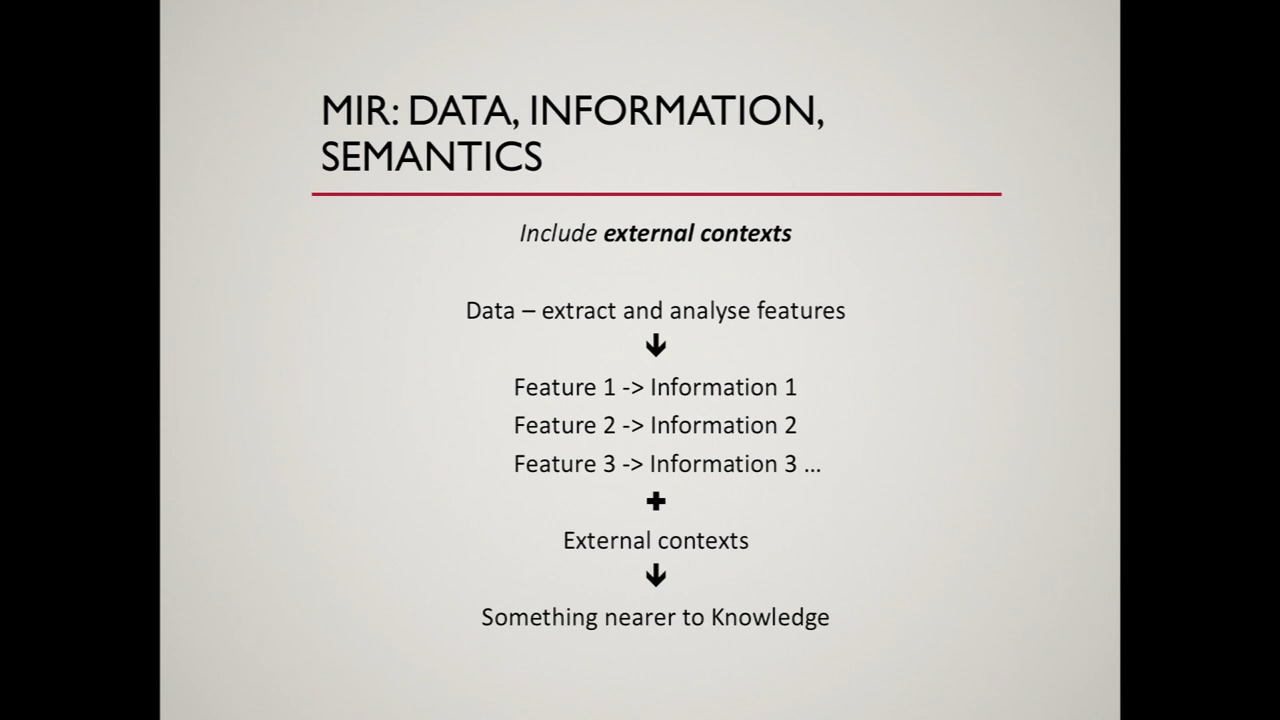 MIR: DATA, INFORMATION,
SEMANTICS
Include external contexts
Data – extract and analyse features
↓
Feature 1 -> Information 1
Feature 2 -> Information 2
Feature 3 -> Information 3 ...
+
External contexts
↓
Something nearer to Knowledge